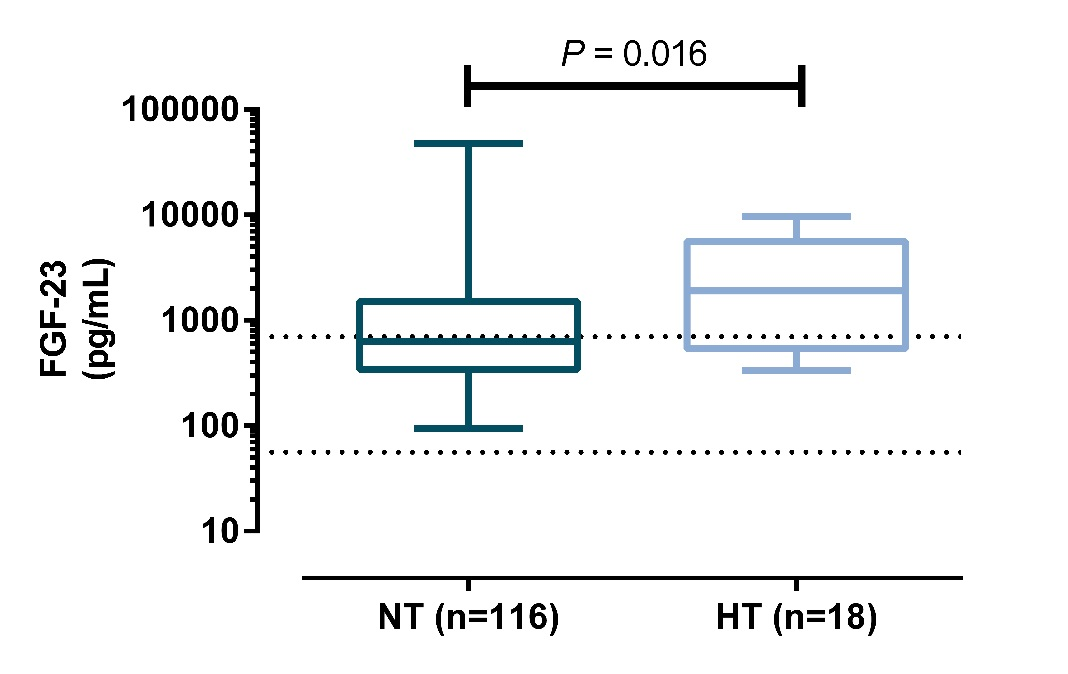 P = 0.016
100000
10000
1000
100
10
FGF-23
(pg/mL)
NT (n=116)
HT (n=18)